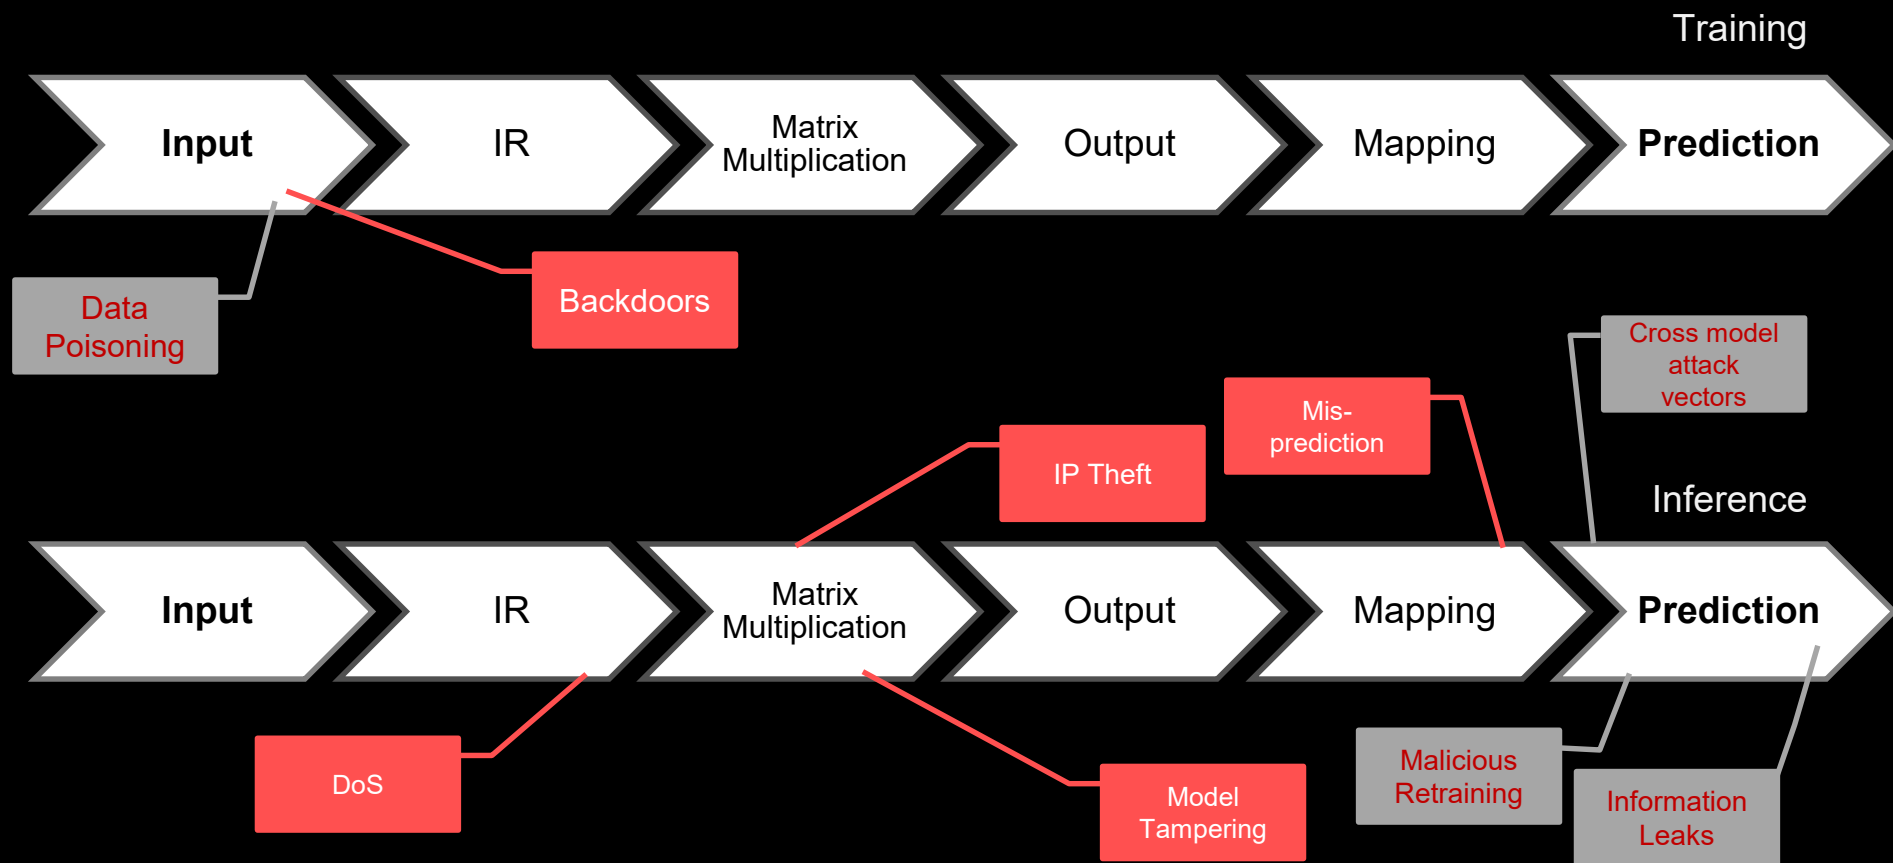 Training
Input
IR
Matrix
Multiplication
Output
Mapping
Prediction
Data
Poisoning
Backdoors
Cross model
attack
vectors
Mis-
prediction
IP Theft
Inference
Input
IR
Matrix
Multiplication
Output
Mapping
Prediction
DoS
Model
Tampering
Malicious
Retraining
Information
Leaks